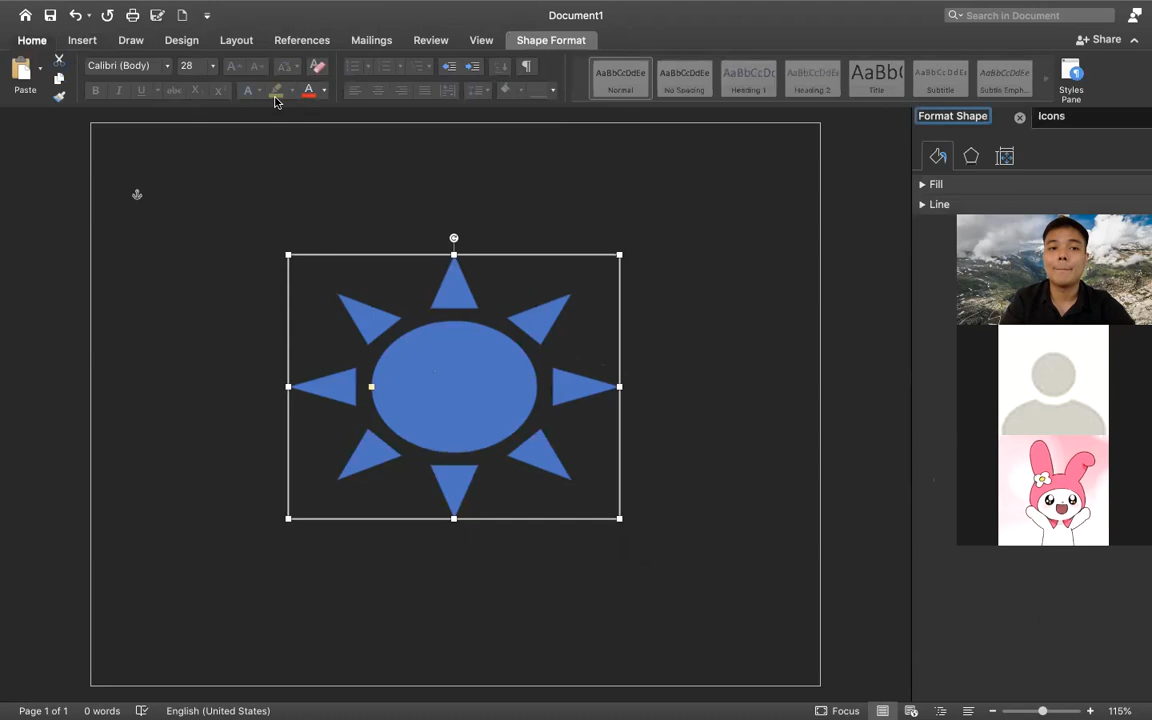 Document1
Search in Document
Home Insert Draw Design Layout References Mailings Review View Shape Format
Share
Paste
Calibri (Body) 28
AaBbCcDdEe AaBbCcDdEe AaBbCcDc AaBbCcDdEe AaBb( AaBbCcDdEe AaBbCcDdEe
Normal No Spacing Heading 1 Heading 2 Title Subtitle Subtle Emph...
Styles
Pane
Format Shape Icons
Fill
Line
Page 1 of 1 0 words English (United States) Focus 115%